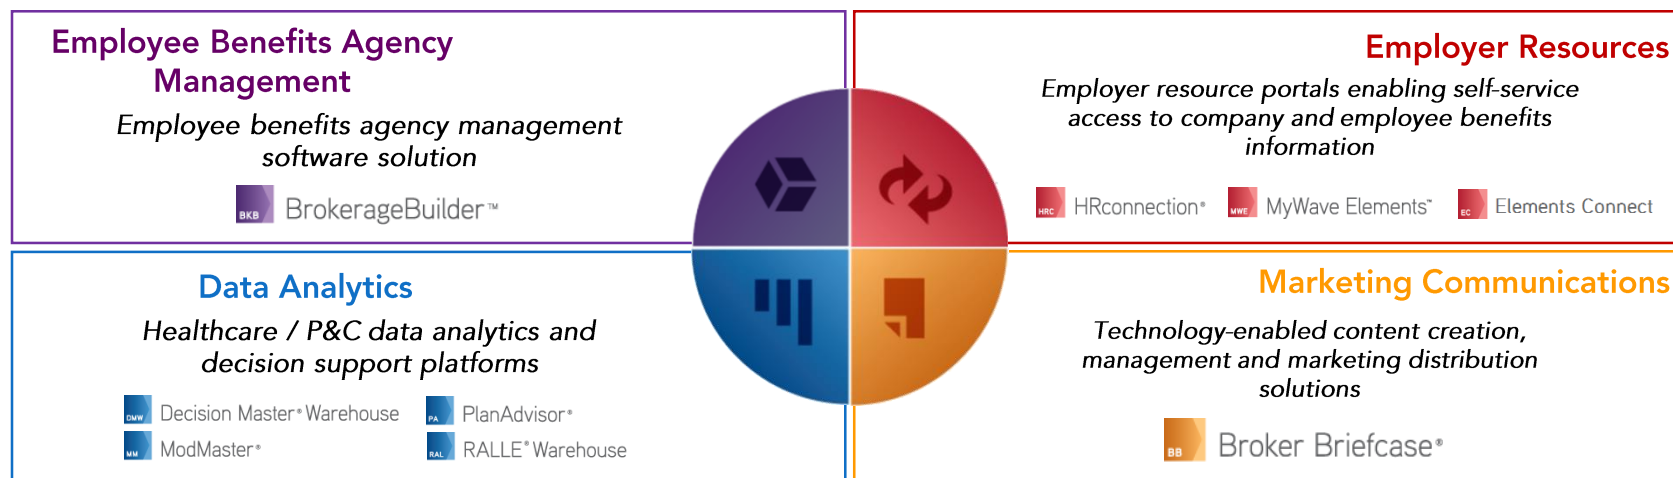 Employee Benefits Agency
Management
Employee benefits agency management
software solution
BKB BrokerageBuilder™
Employer Resources
Employer resource portals enabling self-service
access to company and employee benefits
information
HRC HRconnection® MWE MyWave Elements™ EC Elements Connect
Data Analytics
Healthcare / P&C data analytics and
decision support platforms
DMW Decision Master® Warehouse PA PlanAdvisor®
MM ModMaster® RAL RALLE® Warehouse
Marketing Communications
Technology-enabled content creation,
management and marketing distribution
solutions
BB Broker Briefcase®